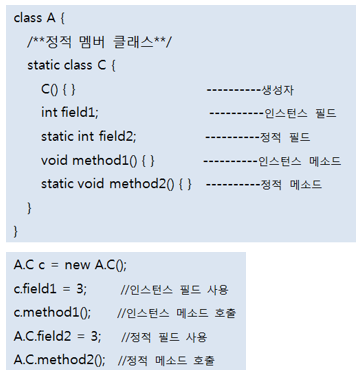 class A {
/**정적 멤버 클래스**/
static class C {
C() { } ----------생성자
int field1; ----------인스턴스 필드
static int field2; ----------정적 필드
void method1() { } ----------인스턴스 메소드
static void method2() { } ----------정적 메소드
}
}
A.C c = new A.C();
c.field1 = 3; //인스턴스 필드 사용
c.method1(); //인스턴스 메소드 호출
A.C.field2 = 3; //정적 필드 사용
A.C.method2(); //정적 메소드 호출